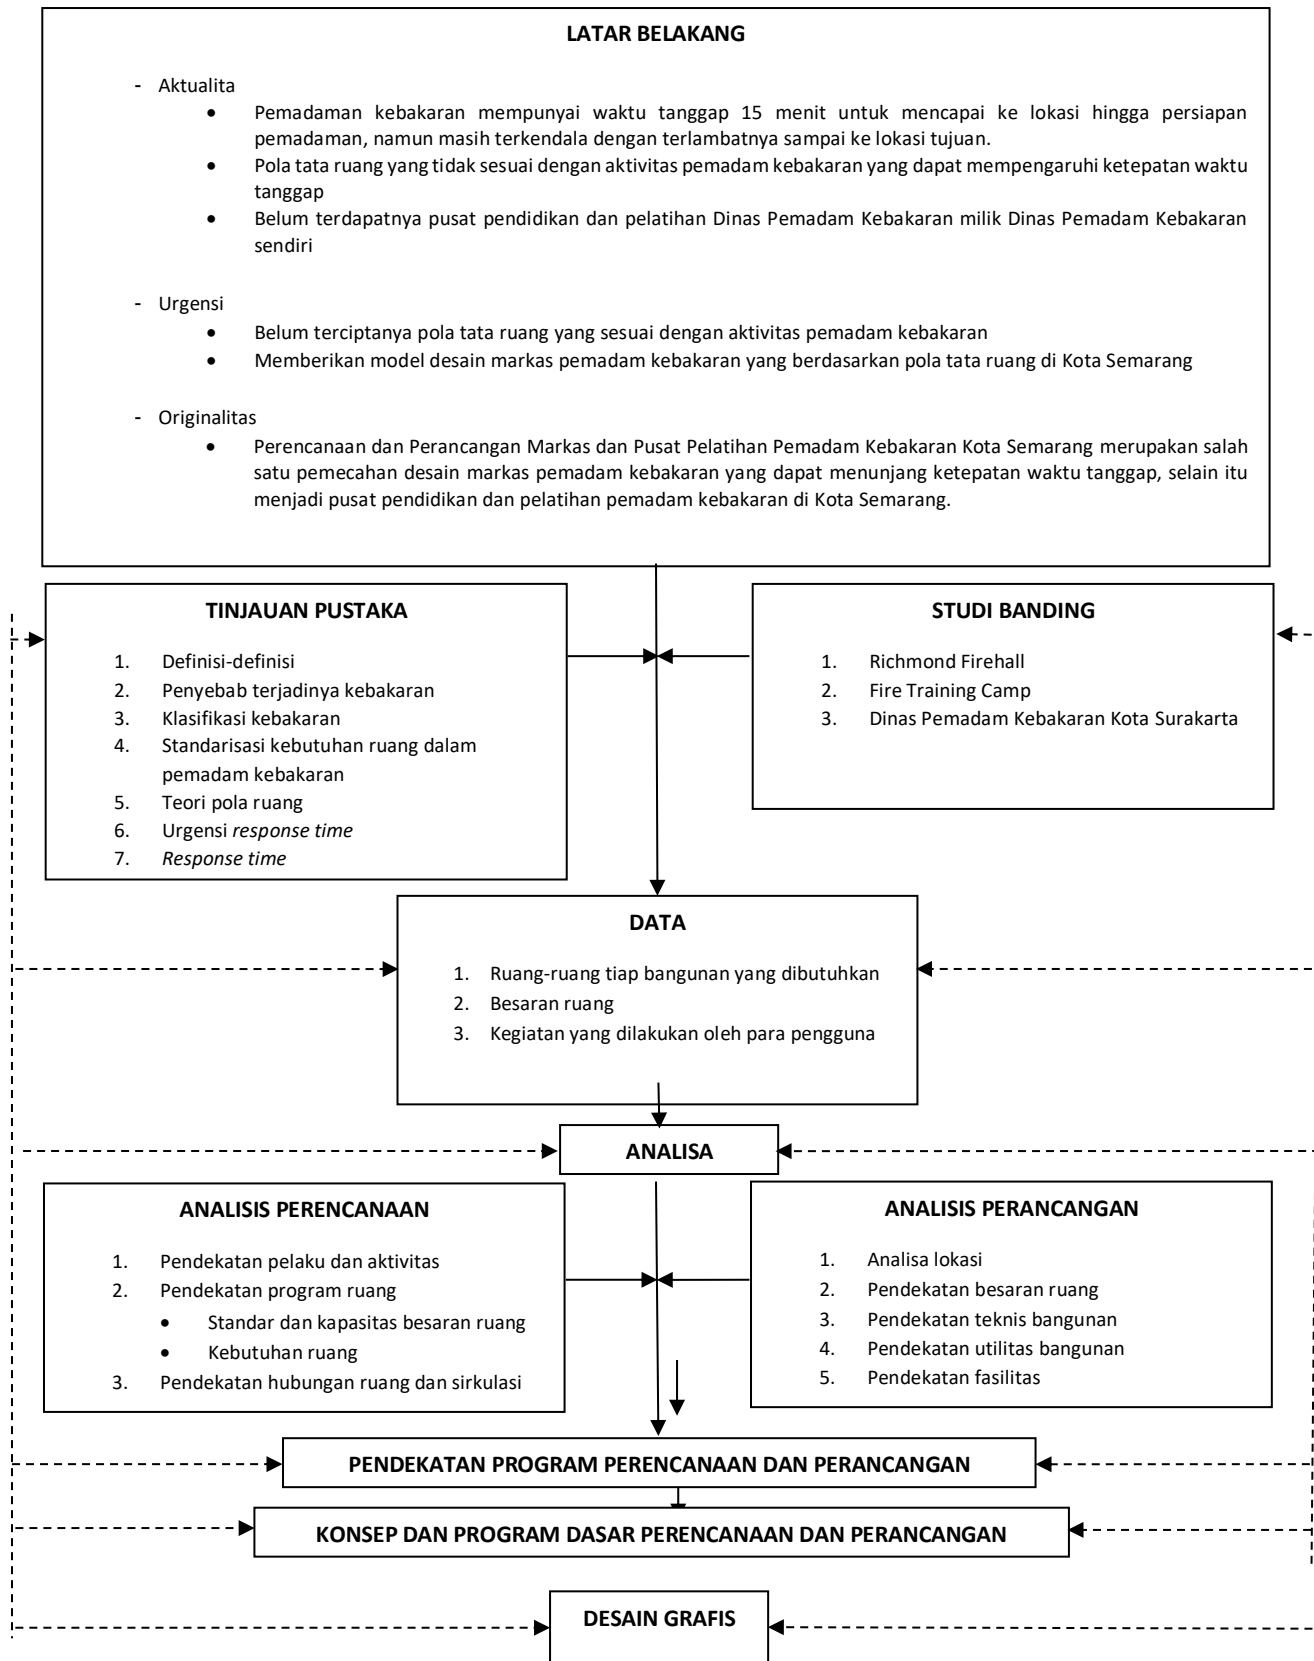 LATAR BELAKANG
- Aktualita
• Pemadaman kebakaran mempunyai waktu tanggap 15 menit untuk mencapai ke lokasi hingga persiapan
pemadaman, namun masih terkendala dengan terlambatnya sampai ke lokasi tujuan.
• Pola tata ruang yang tidak sesuai dengan aktivitas pemadam kebakaran yang dapat mempengaruhi ketepatan waktu
tanggap
• Belum terdapatnya pusat pendidikan dan pelatihan Dinas Pemadam Kebakaran milik Dinas Pemadam Kebakaran
sendiri
- Urgensi
• Belum terciptanya pola tata ruang yang sesuai dengan aktivitas pemadam kebakaran
• Memberikan model desain markas pemadam kebakaran yang berdasarkan pola tata ruang di Kota Semarang
- Originalitas
• Perencanaan dan Perancangan Markas dan Pusat Pelatihan Pemadam Kebakaran Kota Semarang merupakan salah
satu pemecahan desain markas pemadam kebakaran yang dapat menunjang ketepatan waktu tanggap, selain itu
menjadi pusat pendidikan dan pelatihan pemadam kebakaran di Kota Semarang.
TINJAUAN PUSTAKA
1. Definisi-definisi
2. Penyebab terjadinya kebakaran
3. Klasifikasi kebakaran
4. Standarisasi kebutuhan ruang dalam
pemadam kebakaran
5. Teori pola ruang
6. Urgensi response time
7. Response time
STUDI BANDING
1. Richmond Firehall
2. Fire Training Camp
3. Dinas Pemadam Kebakaran Kota Surakarta
DATA
1. Ruang-ruang tiap bangunan yang dibutuhkan
2. Besaran ruang
3. Kegiatan yang dilakukan oleh para pengguna
ANALISA
ANALISIS PERENCANAAN
1. Pendekatan pelaku dan aktivitas
2. Pendekatan program ruang
• Standar dan kapasitas besaran ruang
• Kebutuhan ruang
3. Pendekatan hubungan ruang dan sirkulasi
ANALISIS PERANCANGAN
1. Analisa lokasi
2. Pendekatan besaran ruang
3. Pendekatan teknis bangunan
4. Pendekatan utilitas bangunan
5. Pendekatan fasilitas
PENDEKATAN PROGRAM PERENCANAAN DAN PERANCANGAN
KONSEP DAN PROGRAM DASAR PERENCANAAN DAN PERANCANGAN
DESAIN GRAFIS